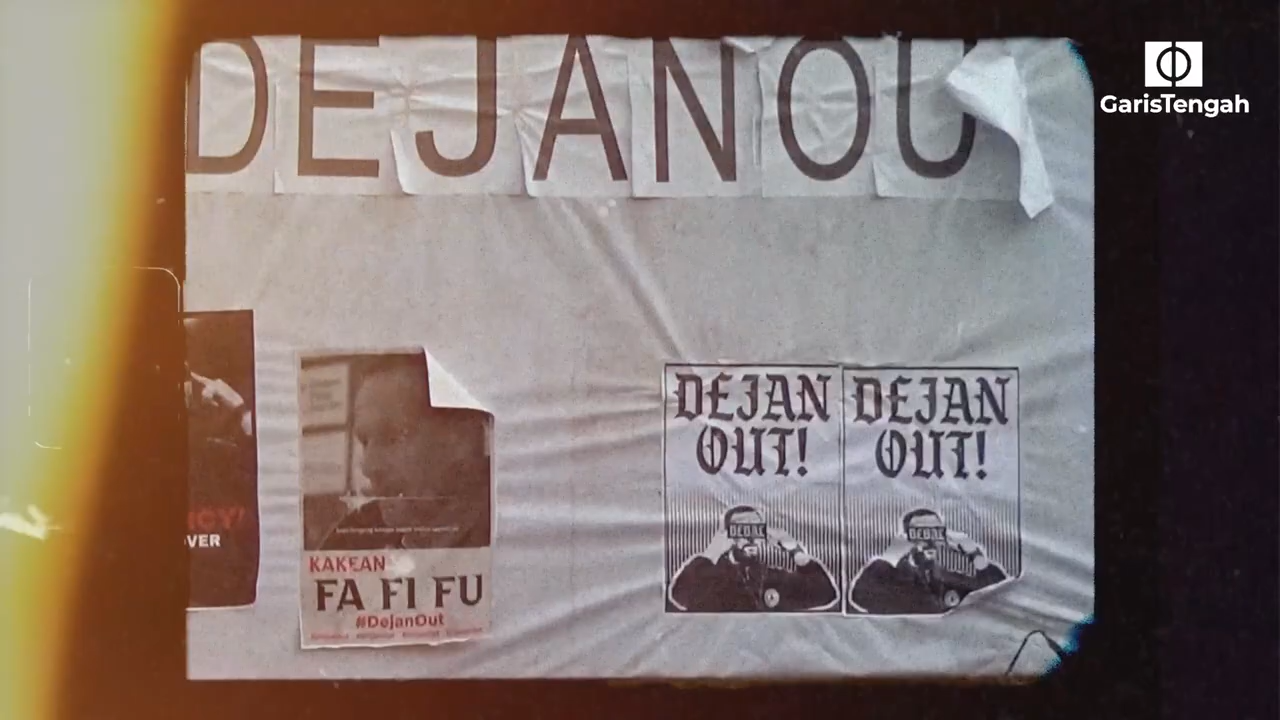 GarisTengah
DEJANOU
DEJAN
OUT!
DEJAN
OUT!
VER
KAKEAN
FA FI FU
#DejanOut